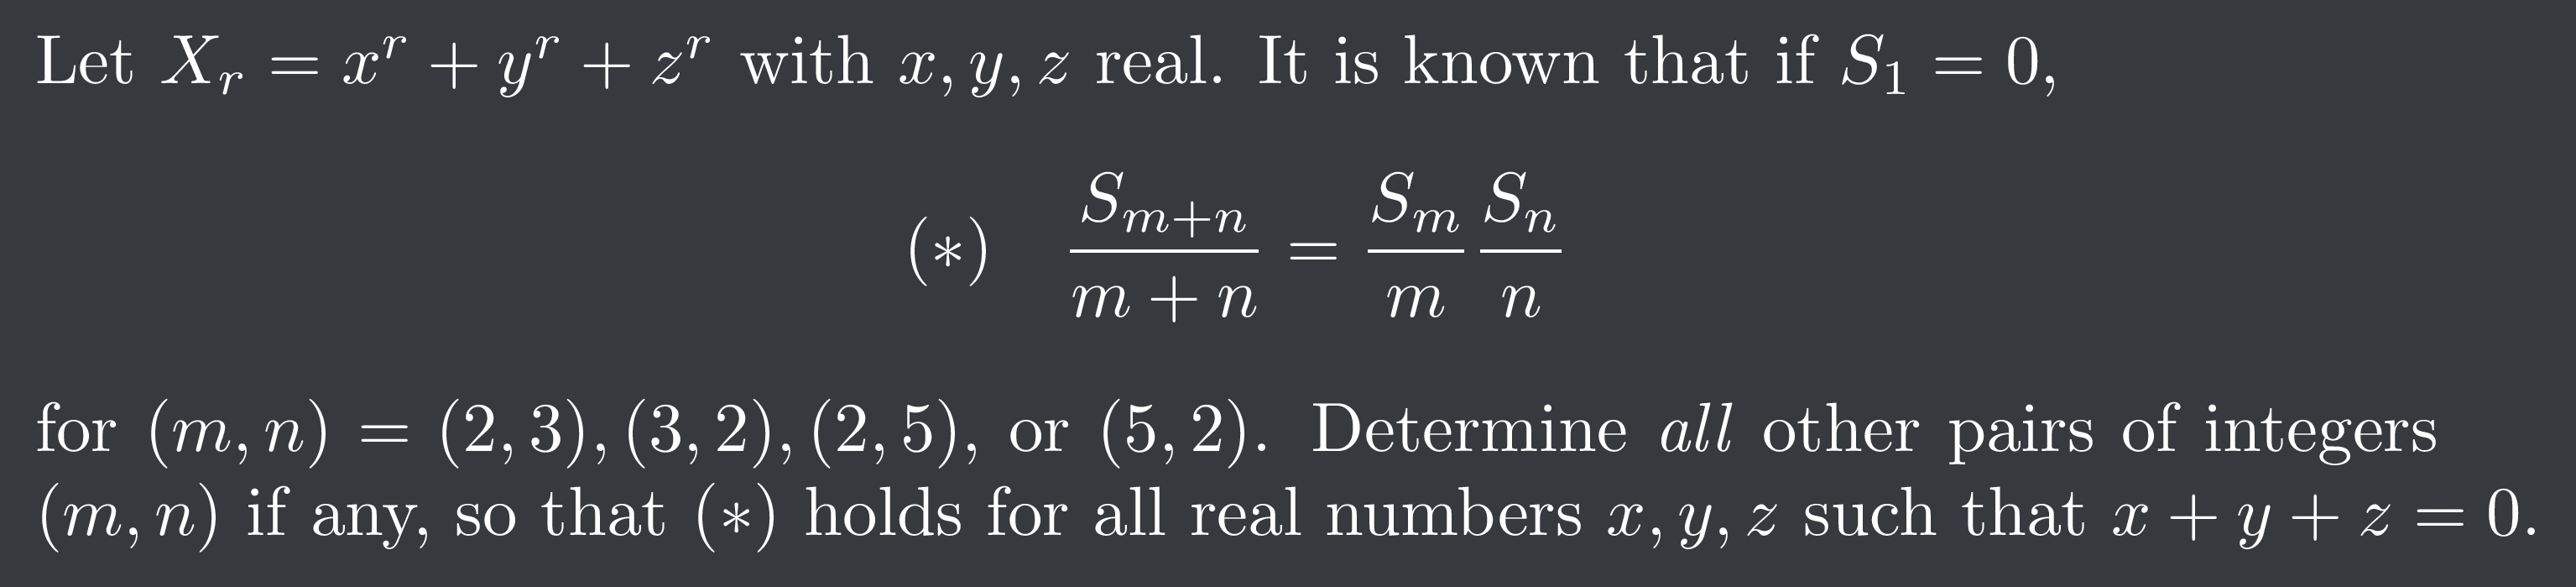 Let $X_r = x^r + y^r + z^r$ with $x, y, z$ real. It is known that if $S_1 = 0$,
$(*) \quad \frac{S_{m+n}}{m+n} = \frac{S_m}{m} \frac{S_n}{n}$
for $(m, n) = (2, 3), (3, 2), (2, 5)$, or $(5, 2)$. Determine all other pairs of integers
$(m, n)$ if any, so that $(*)$ holds for all real numbers $x, y, z$ such that $x + y + z = 0$.